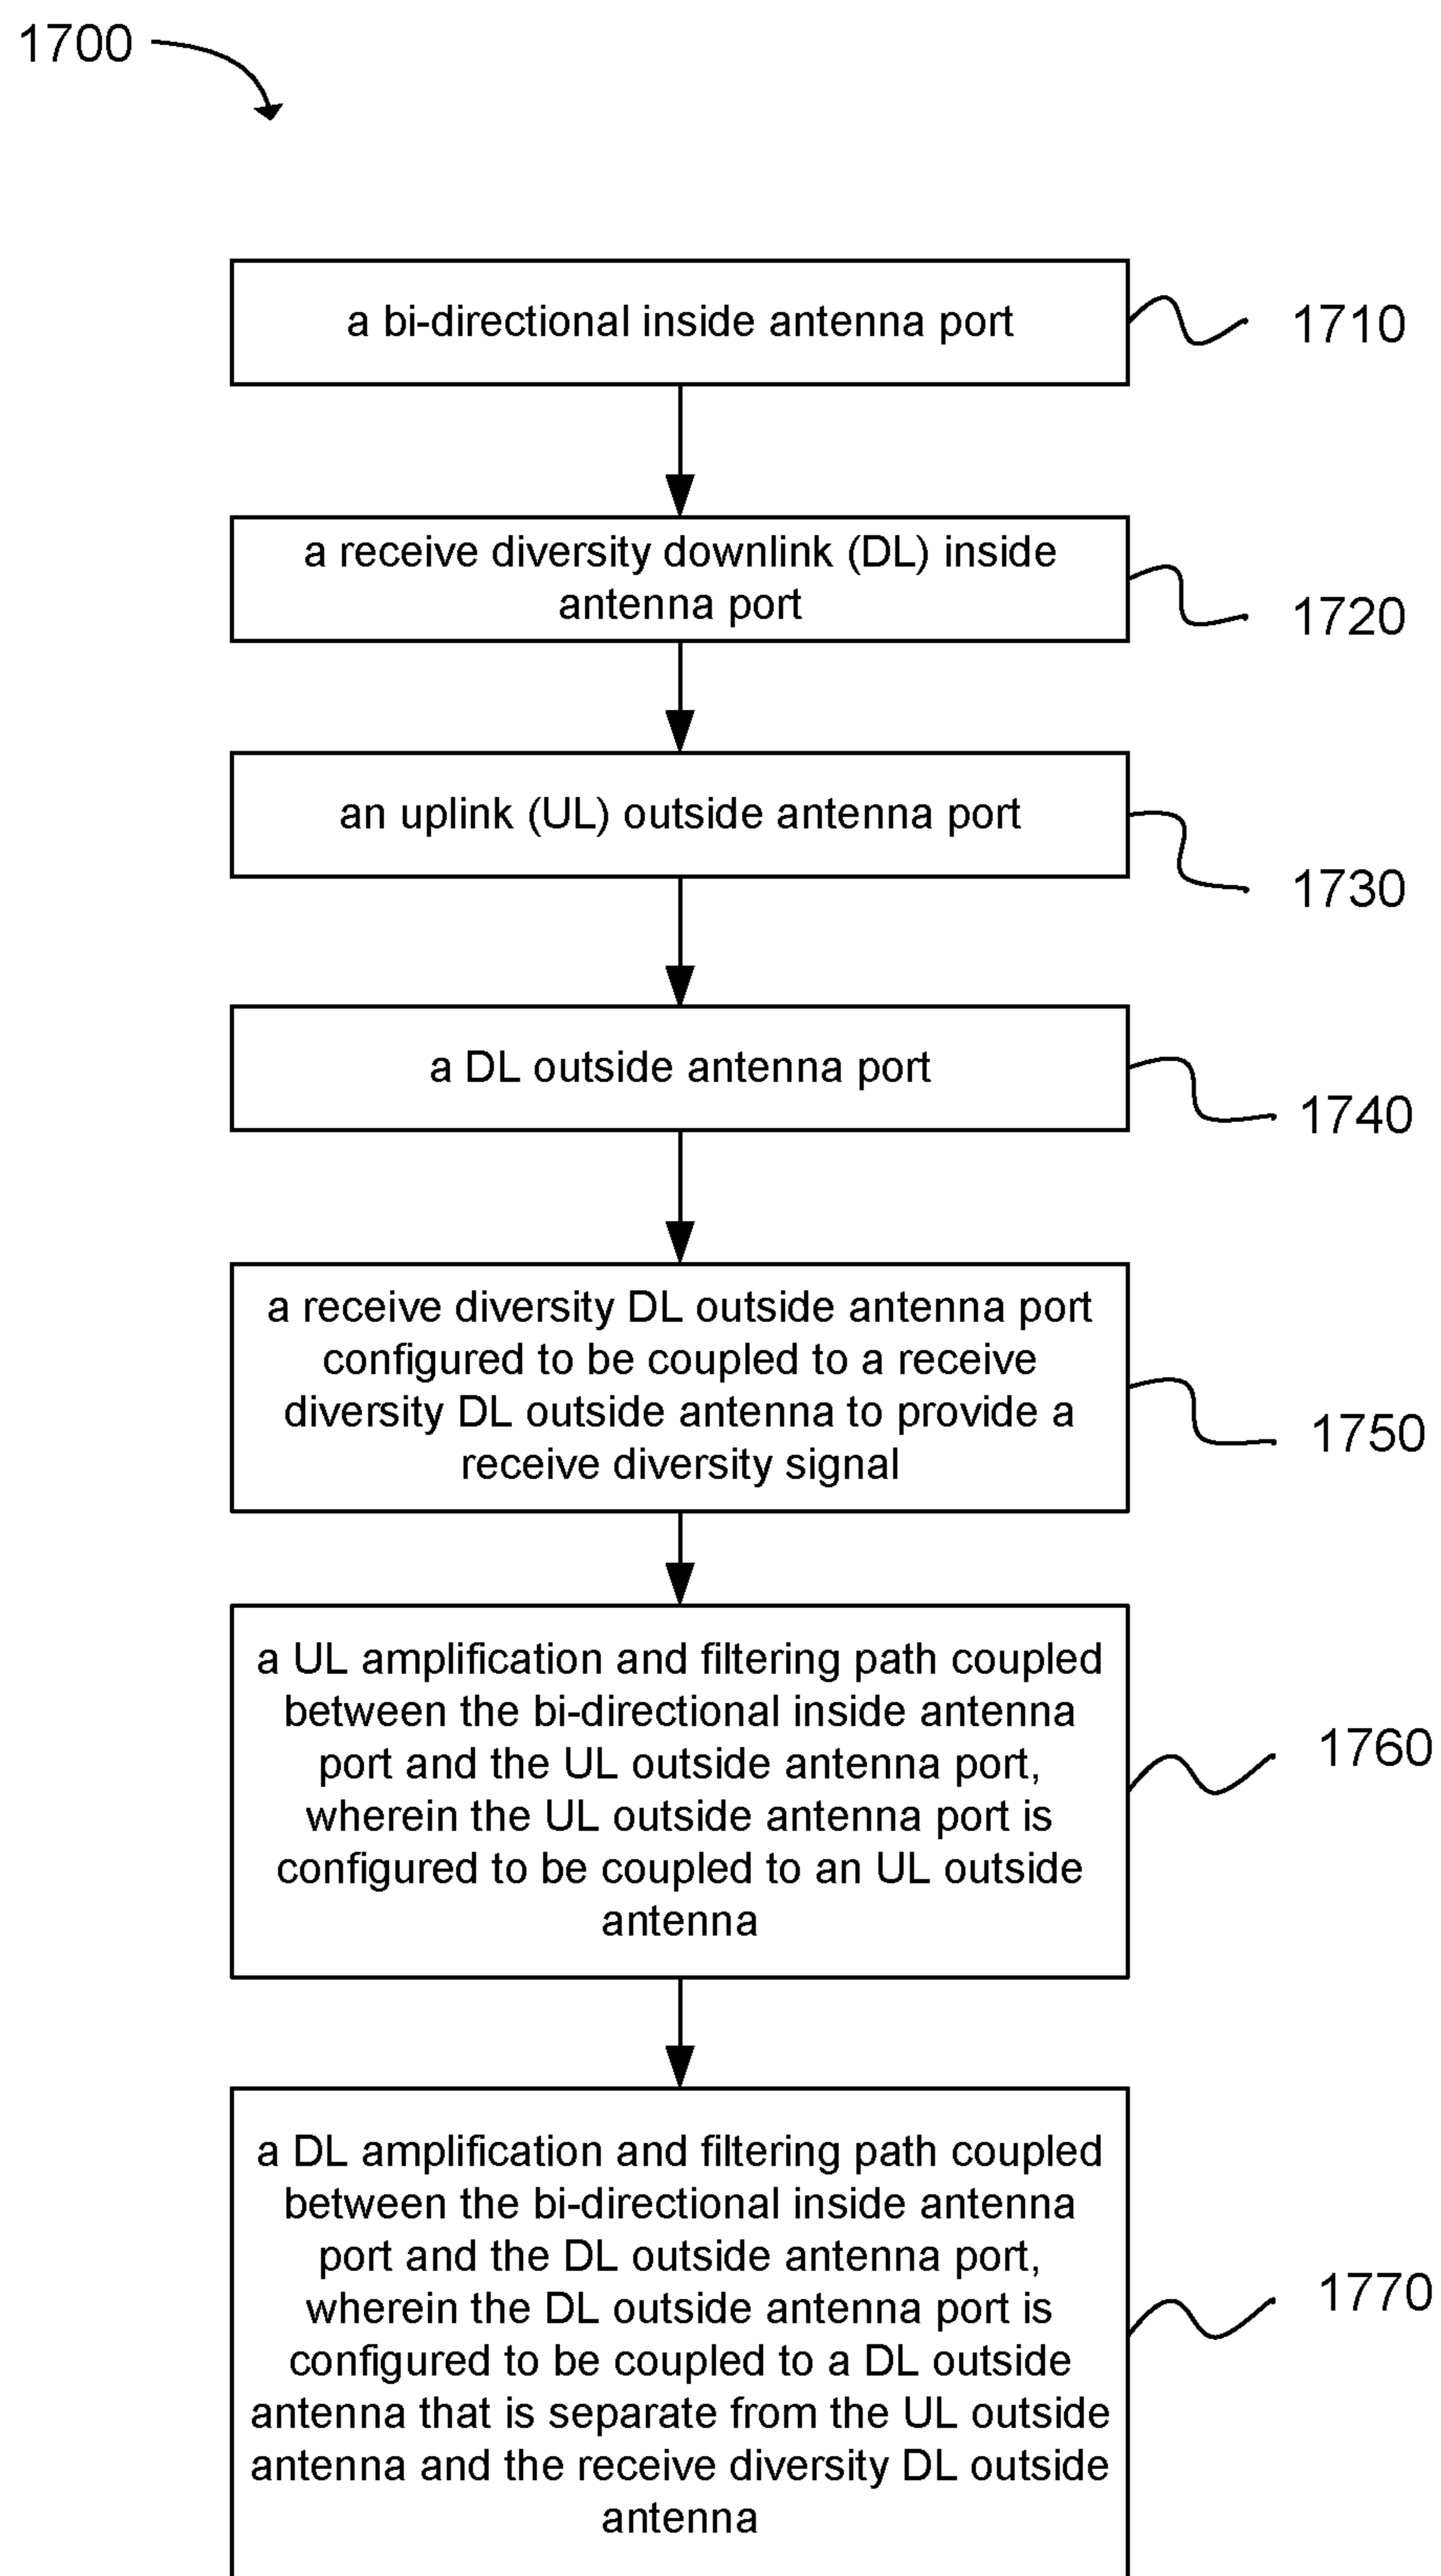 1700
a bi-directional inside antenna port
1710
a receive diversity downlink (DL) inside
antenna port
1720
an uplink (UL) outside antenna port
1730
a DL outside antenna port
1740
a receive diversity DL outside antenna port
configured to be coupled to a receive
diversity DL outside antenna to provide a
receive diversity signal
1750
a UL amplification and filtering path coupled
between the bi-directional inside antenna
port and the UL outside antenna port,
wherein the UL outside antenna port is
configured to be coupled to an UL outside
antenna
1760
a DL amplification and filtering path coupled
between the bi-directional inside antenna
port and the DL outside antenna port,
wherein the DL outside antenna port is
configured to be coupled to a DL outside
antenna that is separate from the UL outside
antenna and the receive diversity DL outside
antenna
1770